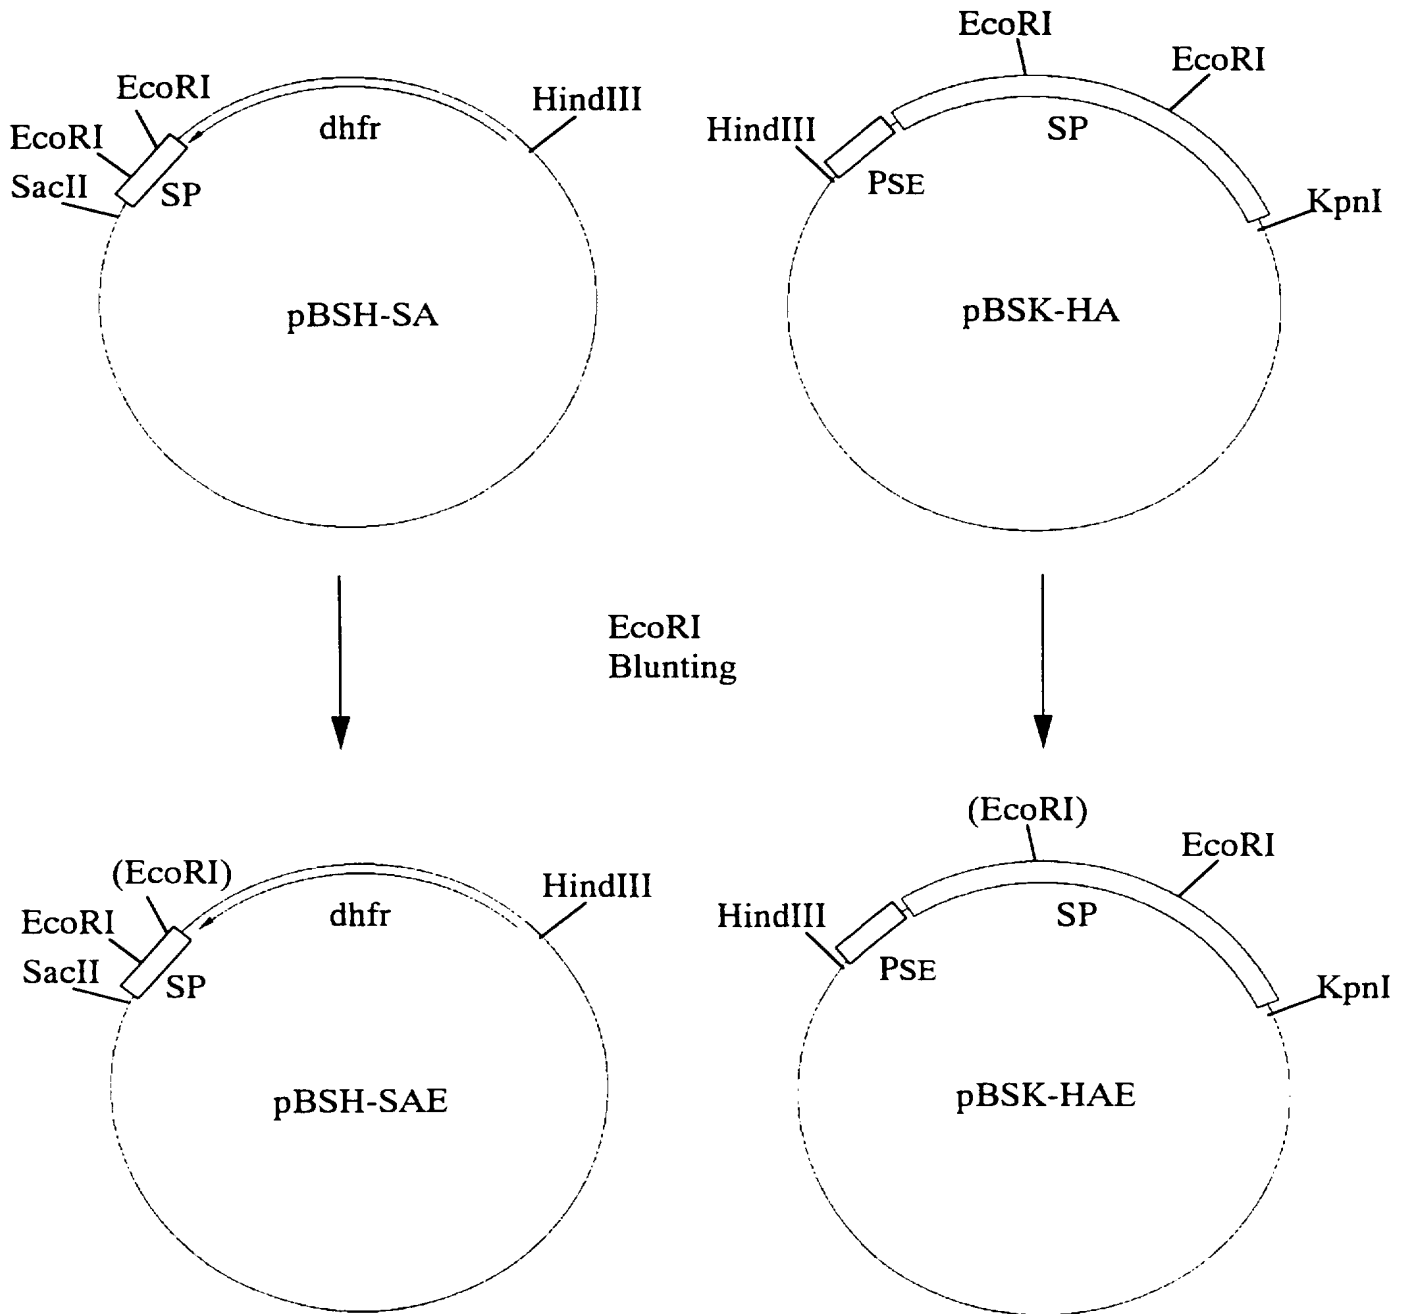 EcoRI
EcoRI
SacII
SP
dhfr
HindIII
pBSH-SA
EcoRI
EcoRI
HindIII
PSE
SP
KpnI
pBSK-HA
EcoRI
Blunting
(EcoRI)
EcoRI
SacII
SP
dhfr
HindIII
pBSH-SAE
(EcoRI)
EcoRI
HindIII
PSE
SP
KpnI
pBSK-HAE